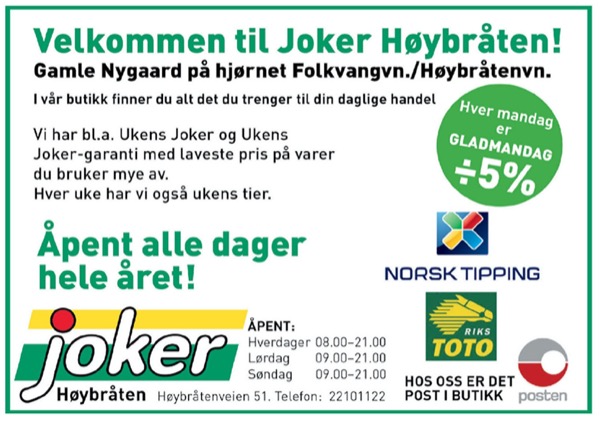 Velkommen til Joker Høybråten!
Gamle Nygaard på hjørnet Folkvangvn./Høybråtenvn.
I vår butikk finner du alt det du trenger til din daglige handel
Hver mandag
er
GLADMANDAG
÷5%
Vi har bl.a. Ukens Joker og Ukens
Joker-garanti med laveste pris på varer
du bruker mye av.
Hver uke har vi også ukens tier.
Åpent alle dager
hele året!
NORSK TIPPING
RIKS
TOTO
joker
Høybråten
ÅPENT:
Hverdager 08.00–21.00
Lørdag 09.00–21.00
Søndag 09.00–21.00
Høybråtenveien 51. Telefon: 22101122
HOS OSS ER DET
POST I BUTIKK
posten